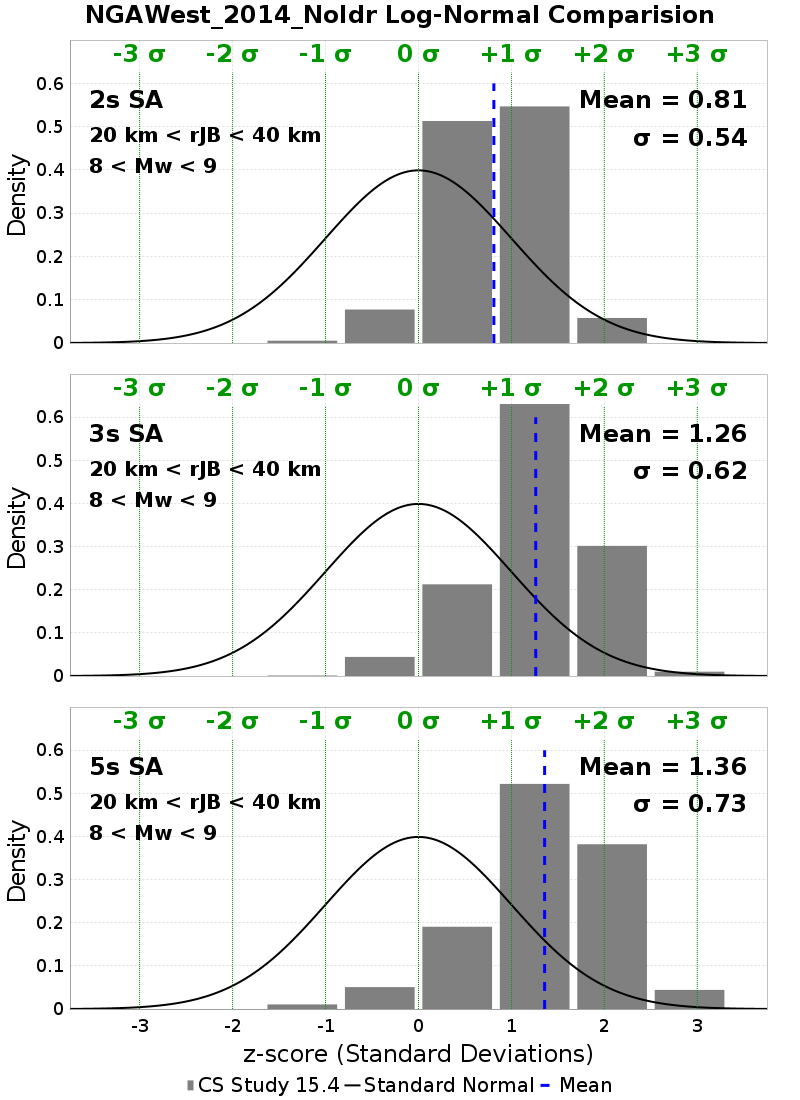 NGAWest_2014_NoIdr Log-Normal Comparision
-3 σ -2 σ -1 σ 0 σ +1 σ +2 σ +3 σ
2s SA
Mean = 0.81
20 km < rJB < 40 km
σ = 0.54
8 < Mw < 9
Density
0.6
0.5
0.4
0.3
0.2
0.1
0
-3 σ -2 σ -1 σ 0 σ +1 σ +2 σ +3 σ
3s SA
Mean = 1.26
20 km < rJB < 40 km
σ = 0.62
8 < Mw < 9
Density
0.6
0.5
0.4
0.3
0.2
0.1
0
-3 σ -2 σ -1 σ 0 σ +1 σ +2 σ +3 σ
5s SA
Mean = 1.36
20 km < rJB < 40 km
σ = 0.73
8 < Mw < 9
Density
0.6
0.5
0.4
0.3
0.2
0.1
0
-3 -2 -1 0 1 2 3
z-score (Standard Deviations)
CS Study 15.4 Standard Normal Mean